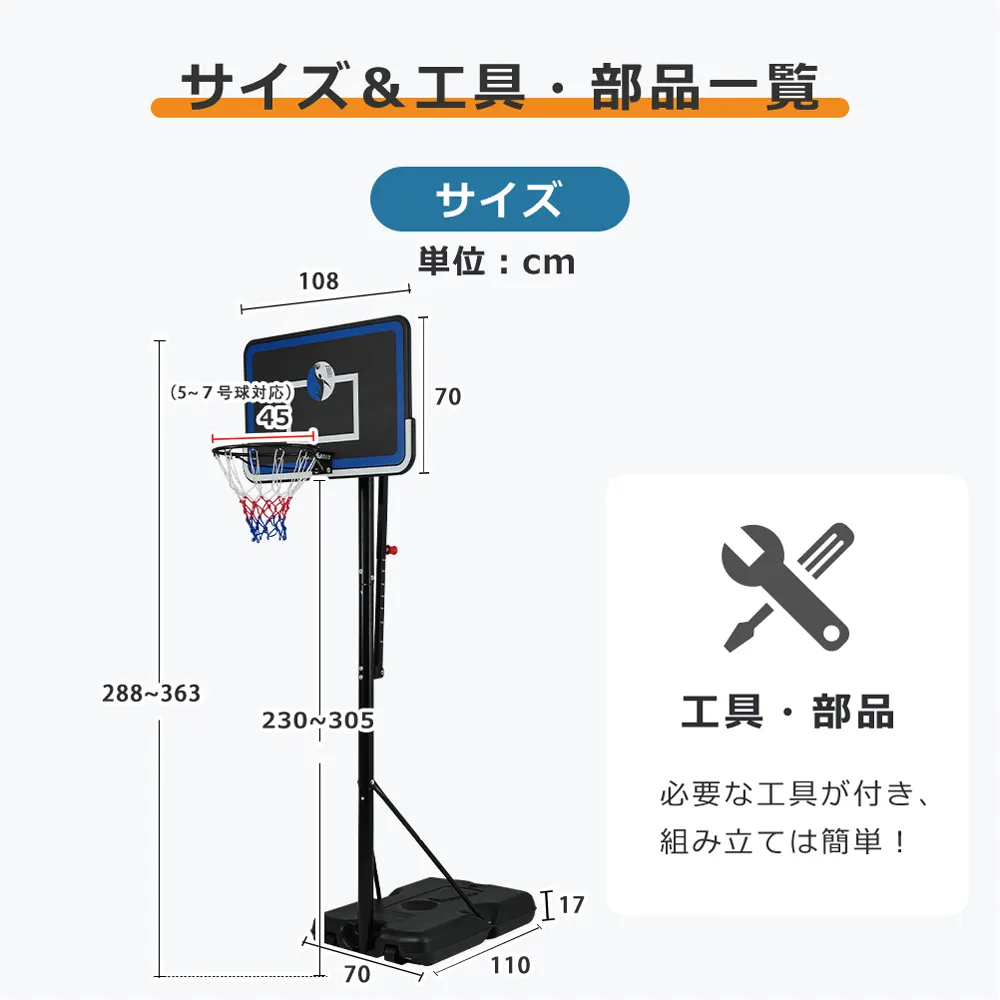 サイズ＆工具・部品一覧
サイズ
単位：cm
108
70
（5~７号球対応）
45
288~363
230~305
17
110
70
工具・部品
必要な工具が付き、
組み立ては簡単！